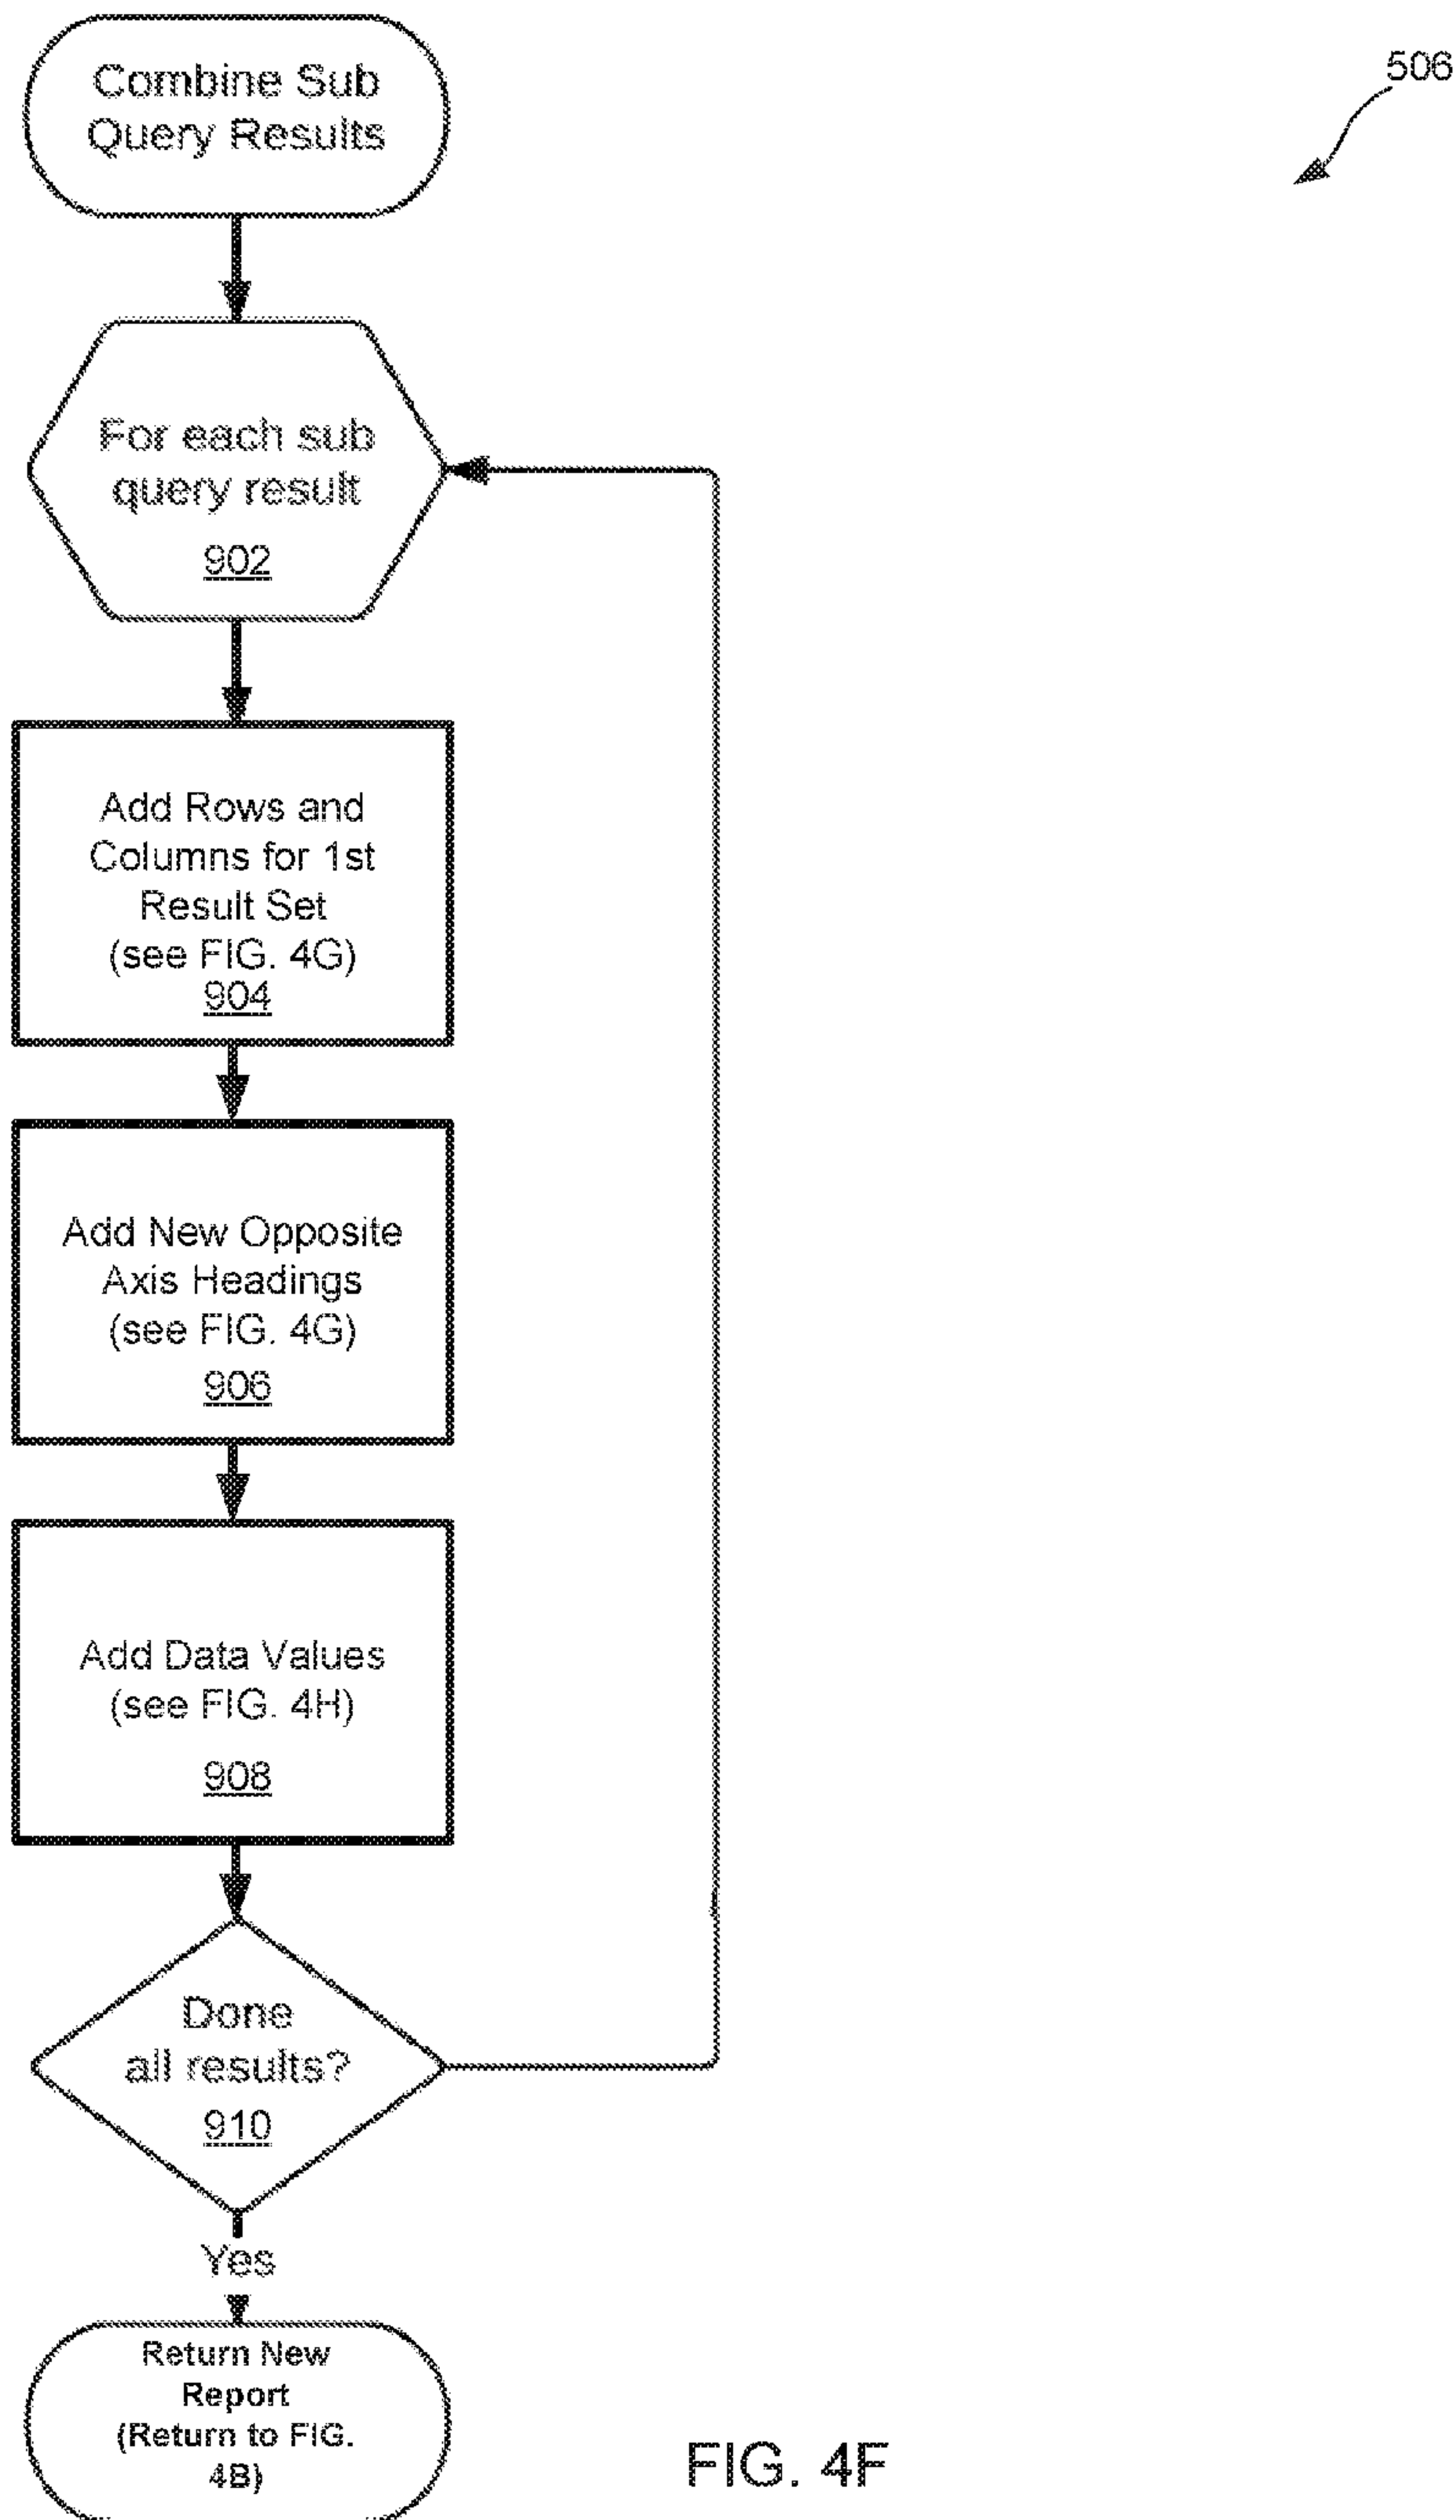 Combine Sub
Query Results
506
For each sub
query result
902
Add Rows and
Columns for 1st
Result Set
(see FIG. 4G)
904
Add New Opposite
Axis Headings
(see FIG. 4G)
906
Add Data Values
(see FIG. 4H)
908
Done
all results?
910
Yes
Return New
Report
(Return to FIG.
4B)
FIG. 4F